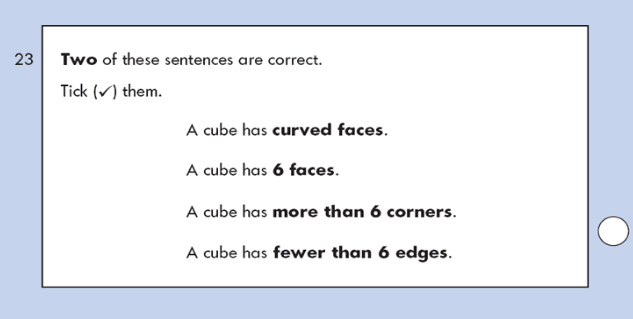 23 Two of these sentences are correct.
Tick (✓) them.
A cube has curved faces.
A cube has 6 faces.
A cube has more than 6 corners.
A cube has fewer than 6 edges.